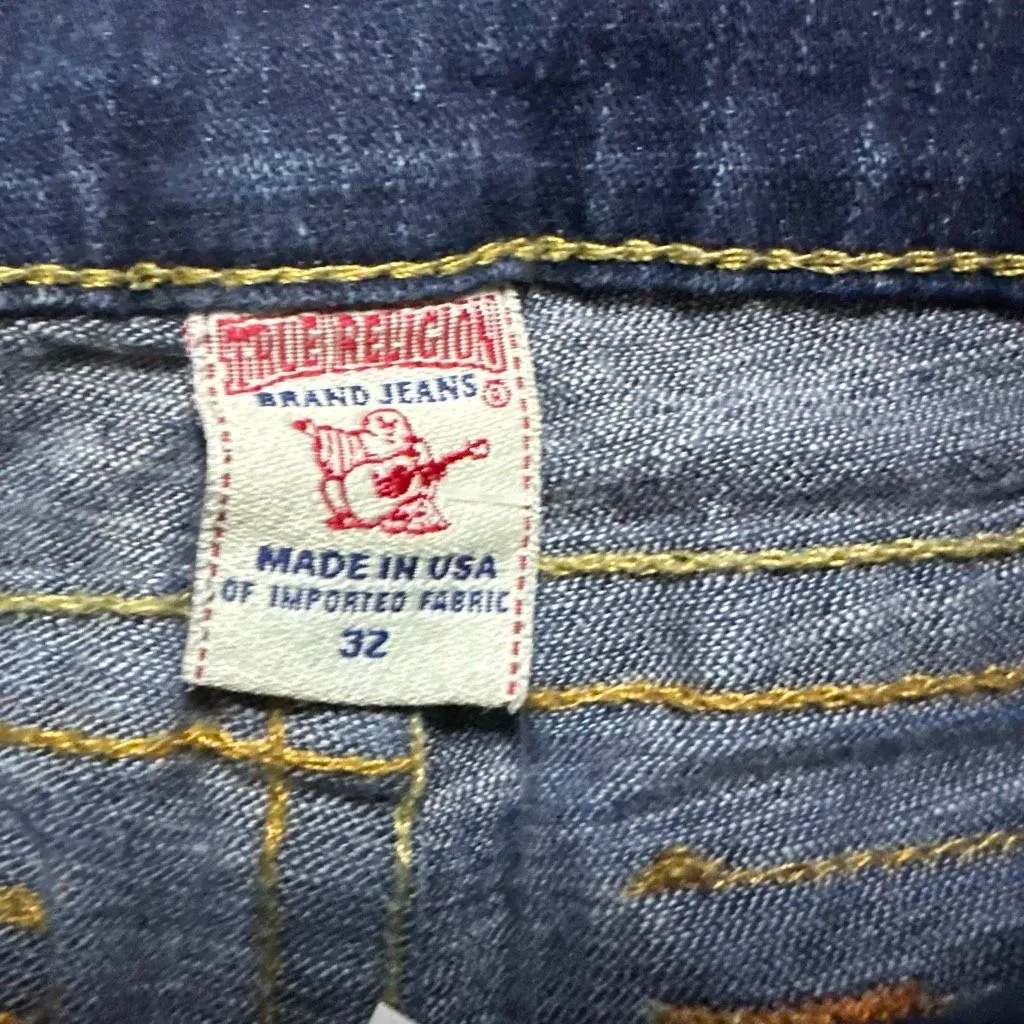 TRUE RELIGION
BRAND JEANS ®
MADE IN USA
OF IMPORTED FABRIC
32